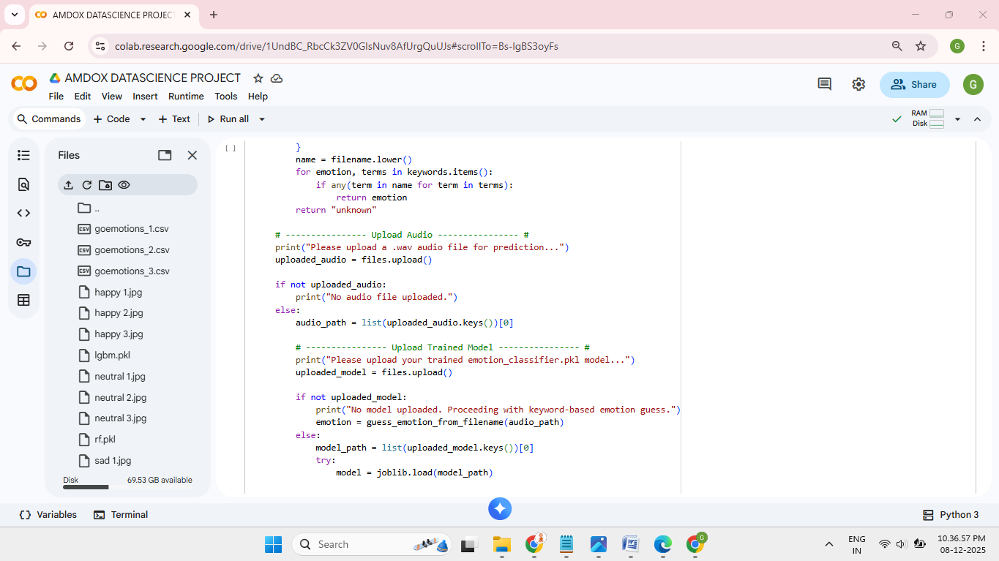 AMDOX DATASCIENCE PROJECT
colab.research.google.com/drive/1UndBC_RbcCk3ZV0GIsNuv8AfUrgQuUJs#scrollTo=Bs-IgBS3oyFs
G
AMDOX DATASCIENCE PROJECT
File Edit View Insert Runtime Tools Help
Share
G
Commands + Code + Text Run all
RAM
Disk
Files
..
goemotions_1.csv
goemotions_2.csv
goemotions_3.csv
happy 1.jpg
happy 2.jpg
happy 3.jpg
lgbm.pkl
neutral 1.jpg
neutral 2.jpg
neutral 3.jpg
rf.pkl
sad 1.jpg
Disk 69.53 GB available
[ ]
}
name = filename.lower()
for emotion, terms in keywords.items():
if any(term in name for term in terms):
return emotion
return "unknown"
# ---------------- Upload Audio ---------------- #
print("Please upload a .wav audio file for prediction...")
uploaded_audio = files.upload()
if not uploaded_audio:
print("No audio file uploaded.")
else:
audio_path = list(uploaded_audio.keys())[0]
# ---------------- Upload Trained Model ---------------- #
print("Please upload your trained emotion_classifier.pkl model...")
uploaded_model = files.upload()
if not uploaded_model:
print("No model uploaded. Proceeding with keyword-based emotion guess.")
emotion = guess_emotion_from_filename(audio_path)
else:
model_path = list(uploaded_model.keys())[0]
try:
model = joblib.load(model_path)
Variables Terminal
Python 3
Search
ENG
IN
10.36.57 PM
08-12-2025